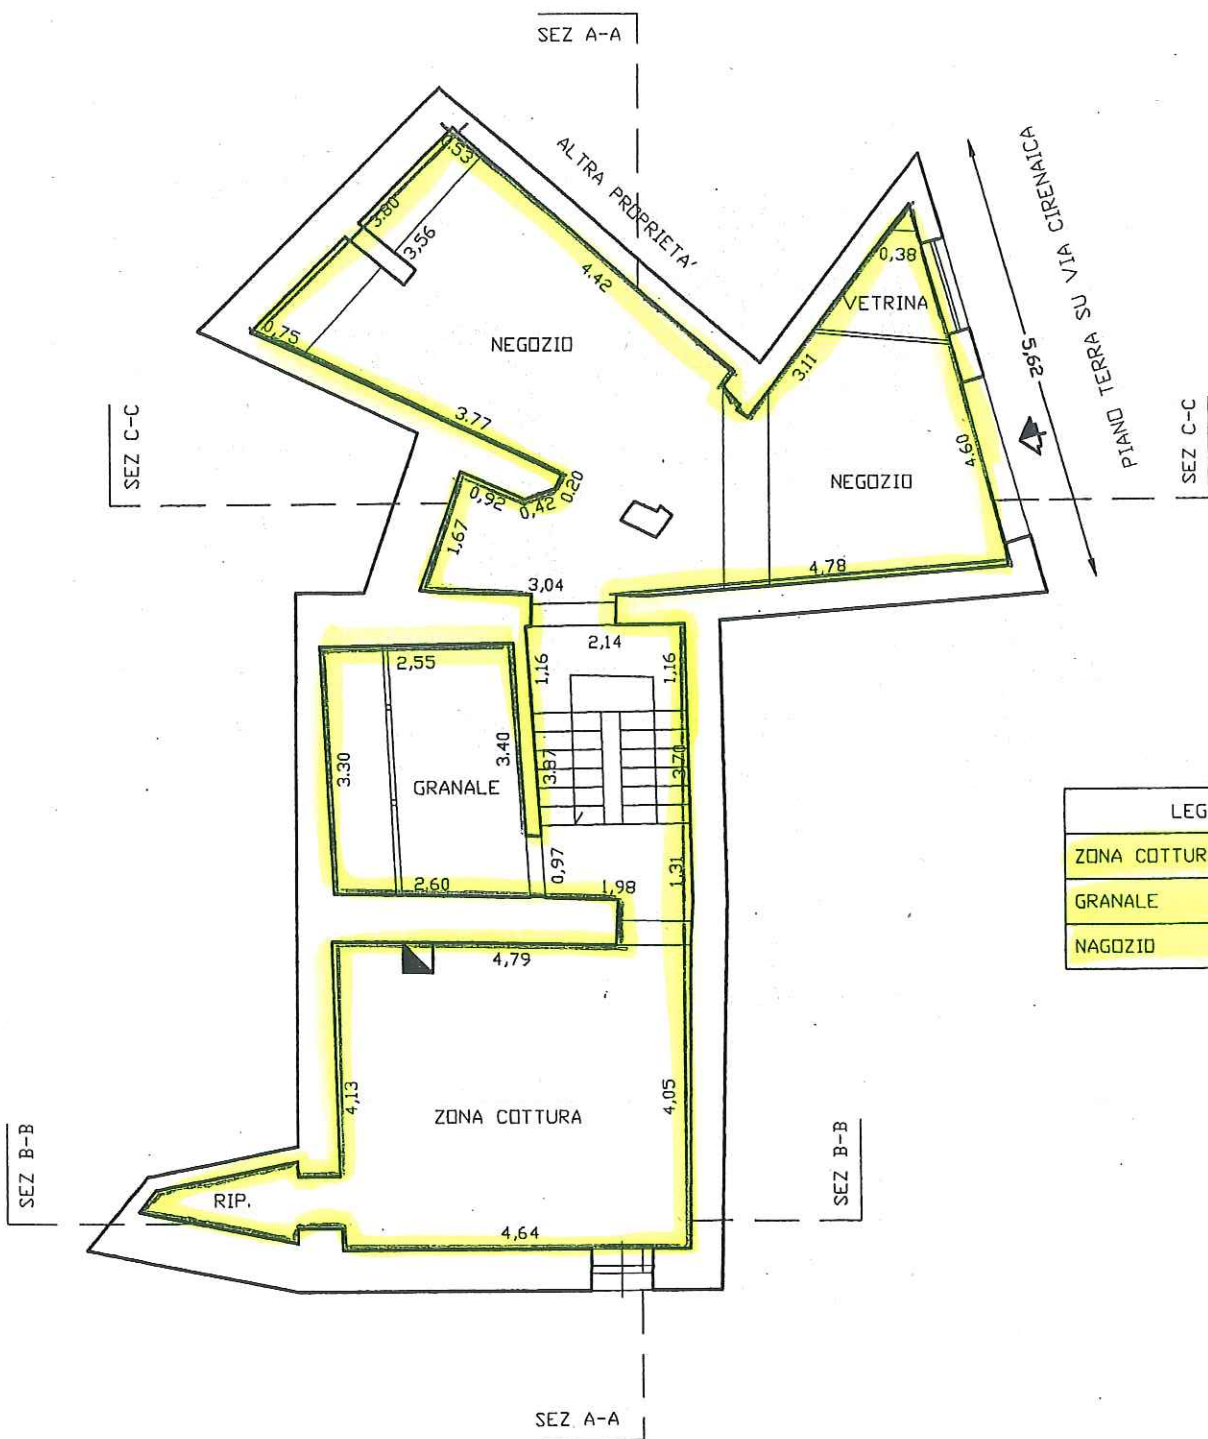 SEZ A-A
ALTRA PROPRIETA'
PIANO TERRA SU VIA CIRENAICA
5,62
0.53
3.80
3,56
4.42
0,38
VETRINA
3.11
0.75
NEGOZIO
3.77
4.60
NEGOZIO
SEZ C-C
SEZ C-C
0,92
0,42
0.20
1,67
3,04
4,78
2,14
1,16
1,16
2,55
3.30
3.40
3.87
3.70
GRANALE
0,97
1,31
2.60
1,98
4,79
LEG
ZONA COTTUR
GRANALE
NAGOZIO
4,13
4,05
ZONA COTTURA
SEZ B-B
SEZ B-B
RIP.
4,64
SEZ A-A